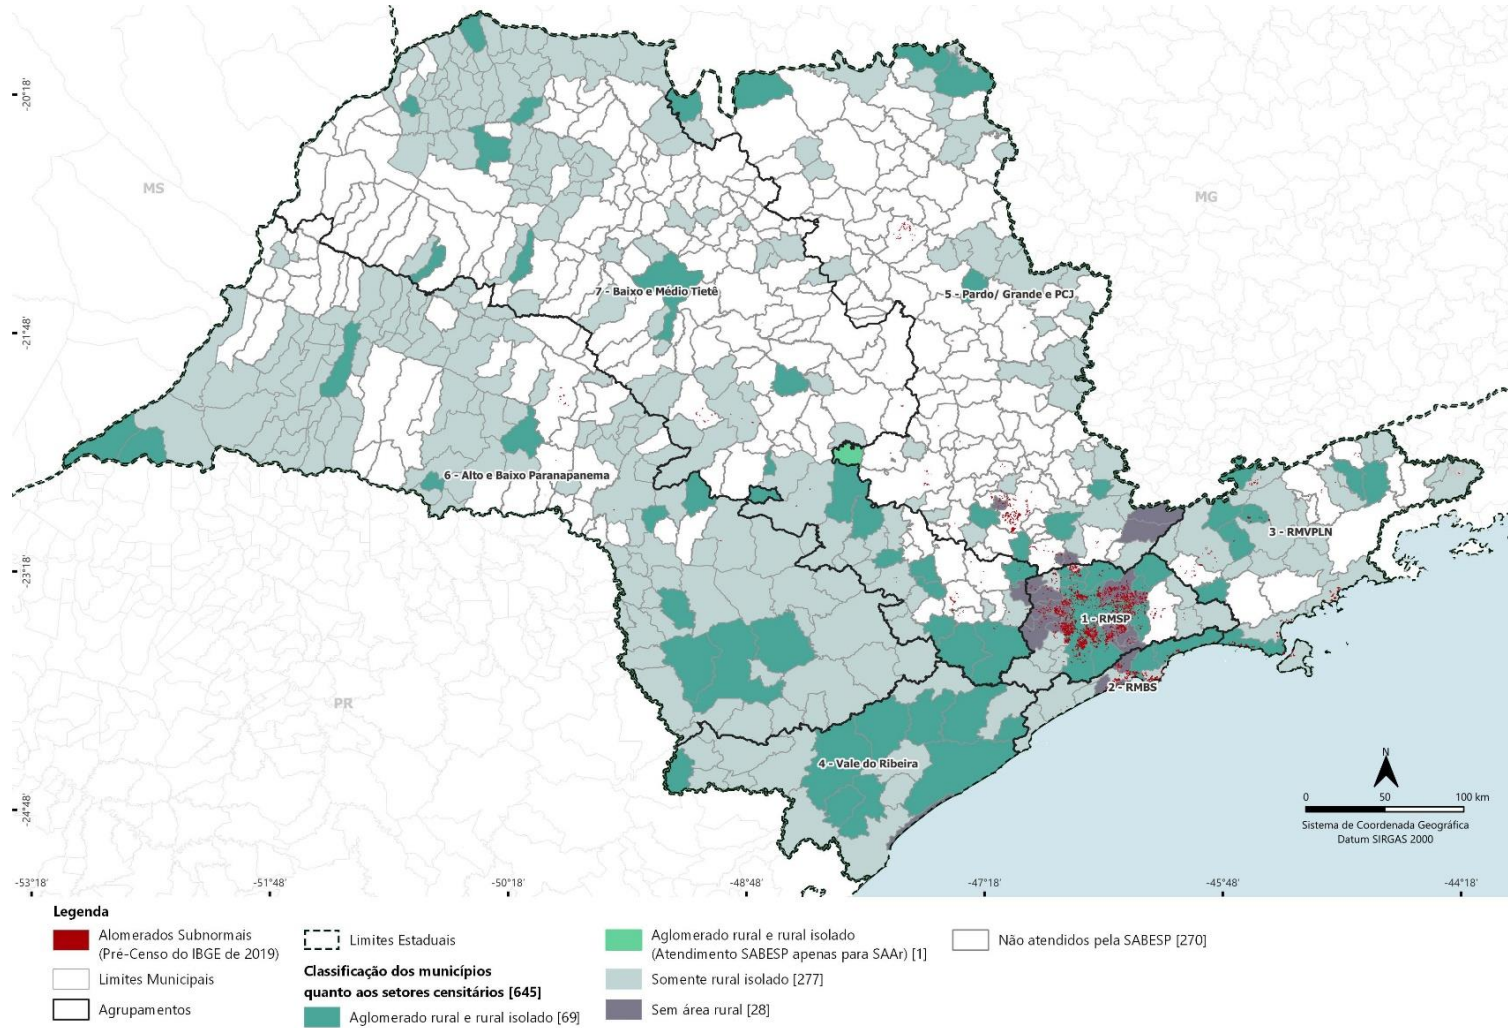 -20°18'
-21°48'
-23°18'
-24°48'
MS
MG
PR
7 - Baixo e Médio Tietê
5 - Pardo/ Grande e PCJ
6 - Alto e Baixo Paranapanema
3 - RMVPLN
1 - RMSP
2 - RMBS
4 - Vale do Ribeira
N
0 50 100 km
Sistema de Coordenada Geográfica
Datum SIRGAS 2000
-53°18' -51°48' -50°18' -48°48' -47°18' -45°48' -44°18'
Legenda
Alomerados Subnormais
(Pré-Censo do IBGE de 2019)
Limites Municipais
Agrupamentos
Limites Estaduais
Classificação dos municípios
quanto aos setores censitários [645]
Aglomerado rural e rural isolado [69]
Aglomerado rural e rural isolado
(Atendimento SABESP apenas para SAAr) [1]
Somente rural isolado [277]
Sem área rural [28]
Não atendidos pela SABESP [270]